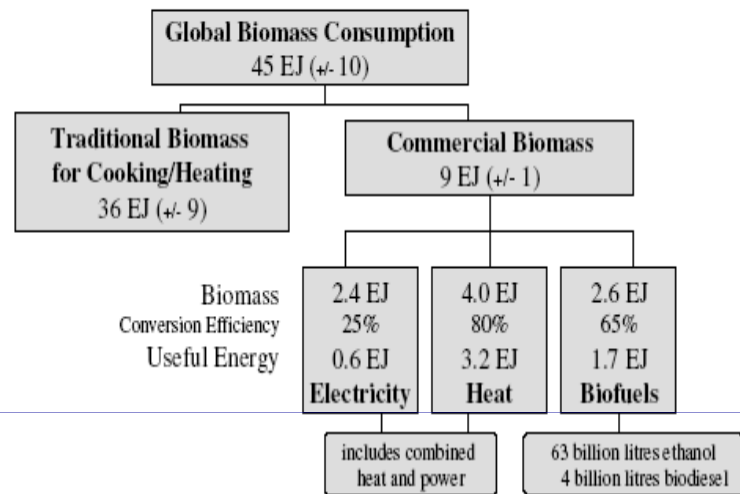 Global Biomass Consumption
45 EJ (+/- 10)
Traditional Biomass
for Cooking/Heating
36 EJ (+/- 9)
Commercial Biomass
9 EJ (+/- 1)
Biomass 2.4 EJ 4.0 EJ 2.6 EJ
Conversion Efficiency 25% 80% 65%
Useful Energy 0.6 EJ 3.2 EJ 1.7 EJ
Electricity Heat Biofuels
includes combined
heat and power
63 billion litres ethanol
4 billion litres biodiesel